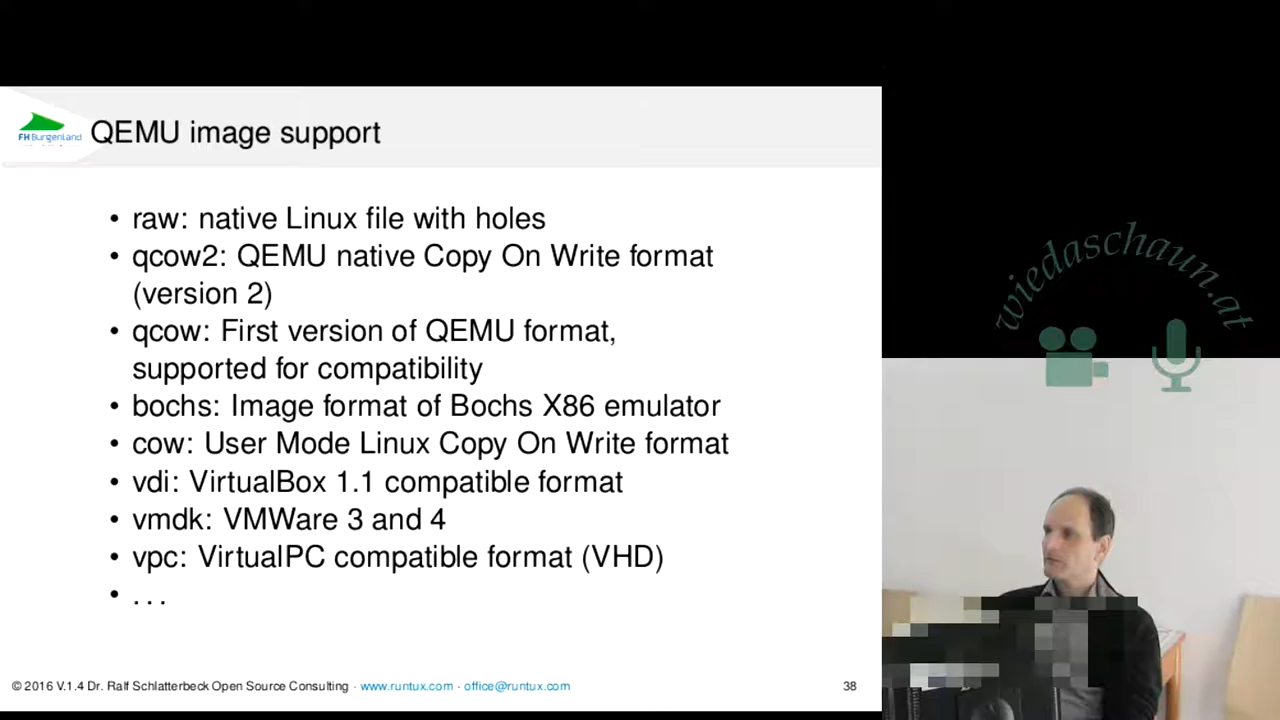 FH Burgenland
QEMU image support
• raw: native Linux file with holes
• qcow2: QEMU native Copy On Write format
(version 2)
• qcow: First version of QEMU format,
supported for compatibility
• bochs: Image format of Bochs X86 emulator
• cow: User Mode Linux Copy On Write format
• vdi: VirtualBox 1.1 compatible format
• vmdk: VMWare 3 and 4
• vpc: VirtualPC compatible format (VHD)
• . . .
© 2016 V.1.4 Dr. Ralf Schlatterbeck Open Source Consulting · www.runtux.com · office@runtux.com
38
wiedaschaun.at